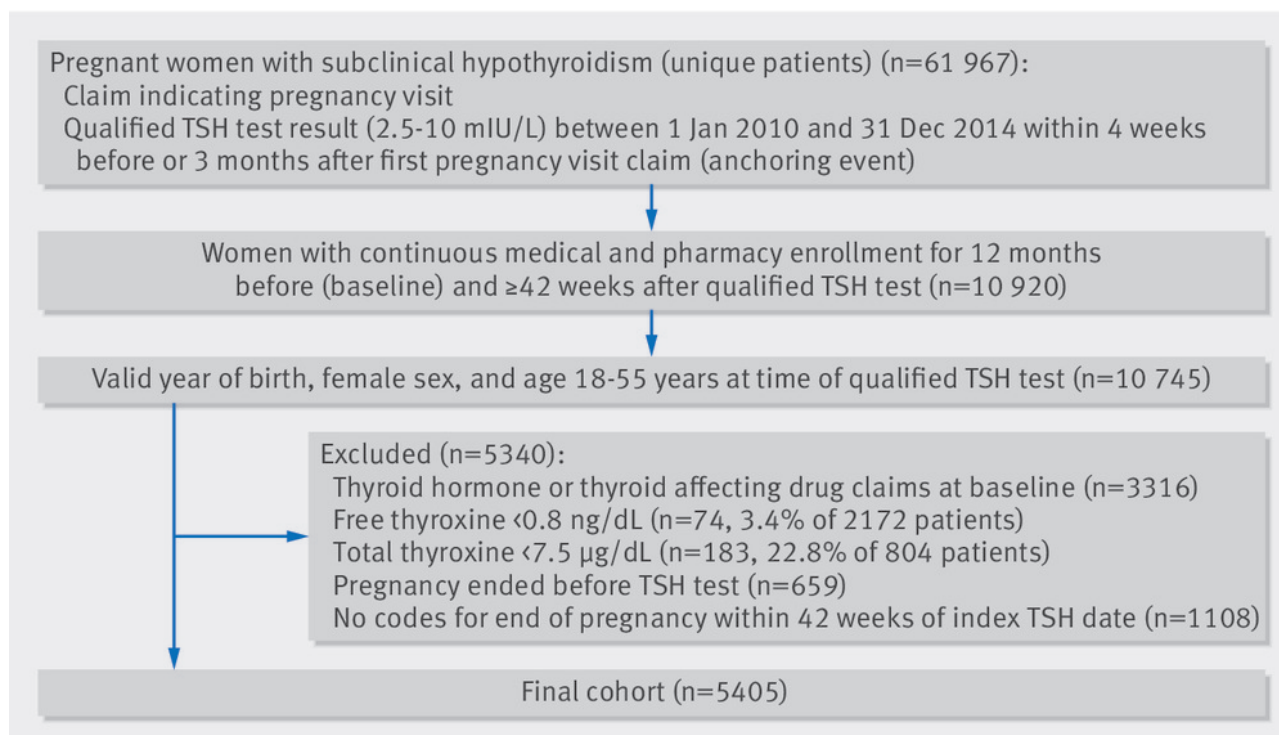 Pregnant women with subclinical hypothyroidism (unique patients) (n=61 967):
Claim indicating pregnancy visit
Qualified TSH test result (2.5-10 mIU/L) between 1 Jan 2010 and 31 Dec 2014 within 4 weeks
before or 3 months after first pregnancy visit claim (anchoring event)
Women with continuous medical and pharmacy enrollment for 12 months
before (baseline) and ≥42 weeks after qualified TSH test (n=10 920)
Valid year of birth, female sex, and age 18-55 years at time of qualified TSH test (n=10 745)
Excluded (n=5340):
Thyroid hormone or thyroid affecting drug claims at baseline (n=3316)
Free thyroxine <0.8 ng/dL (n=74, 3.4% of 2172 patients)
Total thyroxine <7.5 µg/dL (n=183, 22.8% of 804 patients)
Pregnancy ended before TSH test (n=659)
No codes for end of pregnancy within 42 weeks of index TSH date (n=1108)
Final cohort (n=5405)